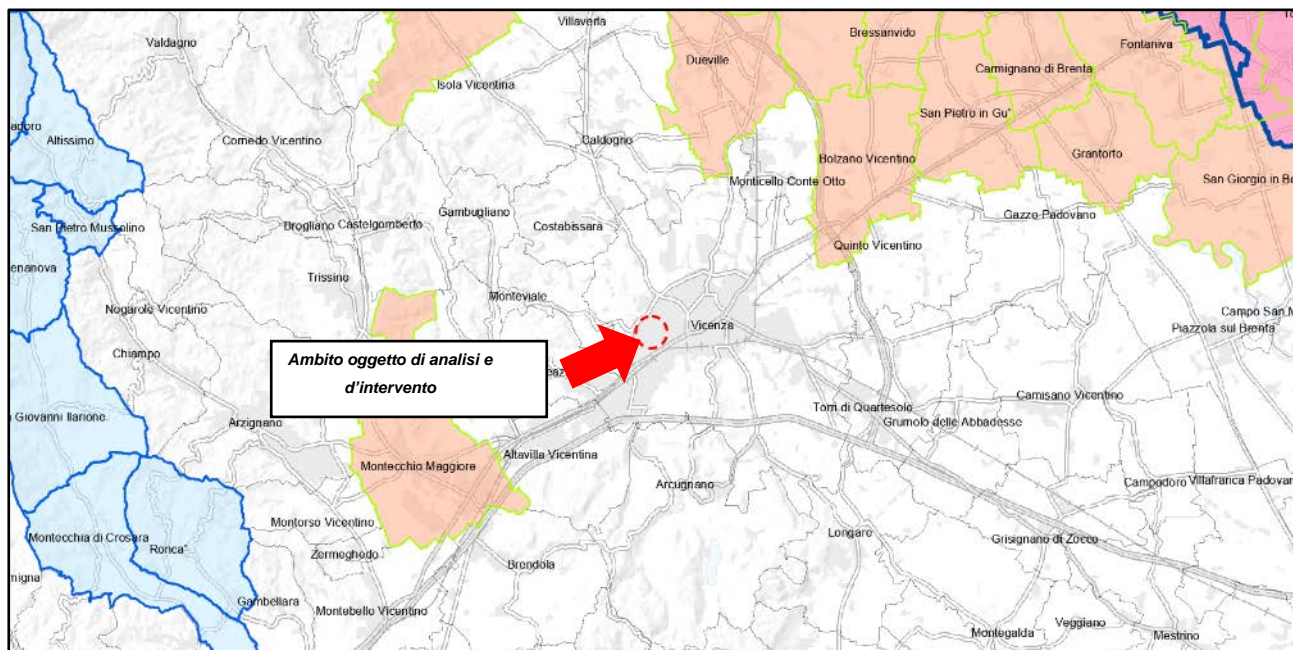 Villaverla
Bressanvido
Valdagno
Dueville
Fontaniva
Carmignano di Brenta
Isola Vicentina
San Pietro in Gu'
Altissimo
Cornedo Vicentino
Caldogno
Bolzano Vicentino
Grantorto
Monticello Conte Otto
San Giorgio in
San Pietro Mussolino
Brogliano
Castelgomberto
Gambugliano
Costabissara
Gazzo Padovano
Quinto Vicentino
Trissino
Monteviale
Nogarole Vicentino
Vicenza
Campo San M
Piazzola sul Brenta
Chiampo
Ambito oggetto di analisi e
d'intervento
Camisano Vicentino
Torri di Quartesolo
Grumolo delle Abbadesse
Giovanni Ilarione
Arzignano
Altavilla Vicentina
Montecchio Maggiore
Arcugnano
Campodoro
Villafranca Padovan
Montorso Vicentino
Longare
Montecchia di Crosara
Ronca'
Zermeghedo
Grisignano di Zocco
Brendola
Gambellara
Montebello Vicentino
Veggiano
Montegalda
Mestrino